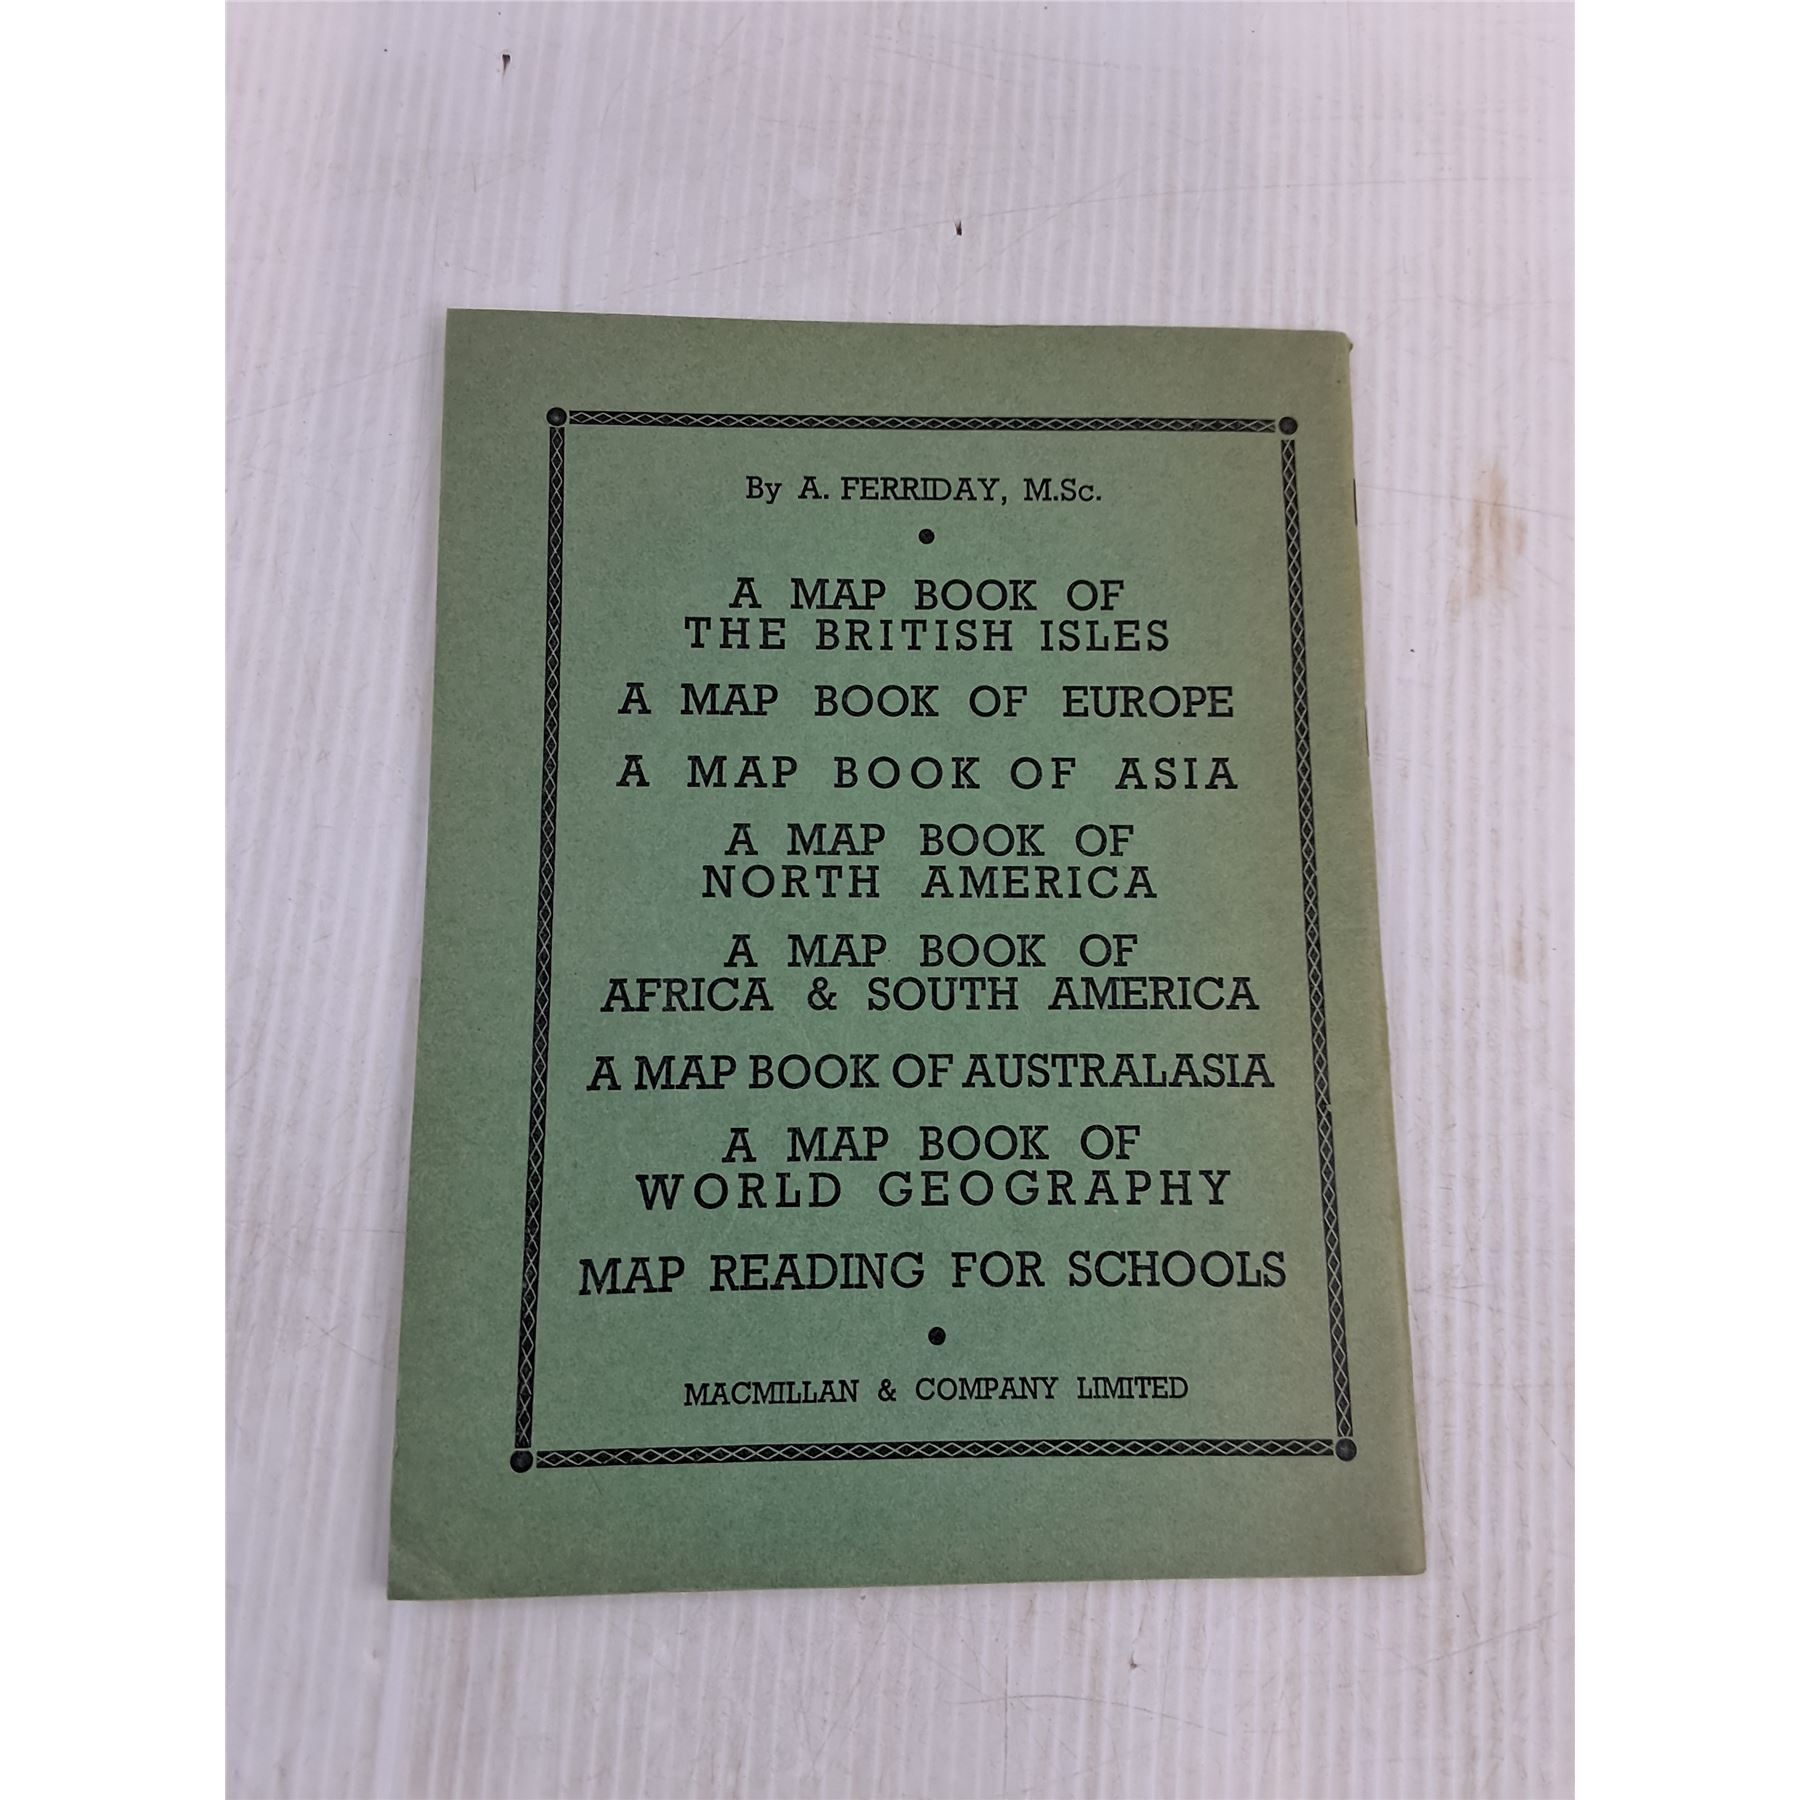 By A. FERRIDAY, M.Sc.
A MAP BOOK OF
THE BRITISH ISLES
A MAP BOOK OF EUROPE
A MAP BOOK OF ASIA
A MAP BOOK OF
NORTH AMERICA
A MAP BOOK OF
AFRICA & SOUTH AMERICA
A MAP BOOK OF AUSTRALASIA
A MAP BOOK OF
WORLD GEOGRAPHY
MAP READING FOR SCHOOLS
MACMILLAN & COMPANY LIMITED